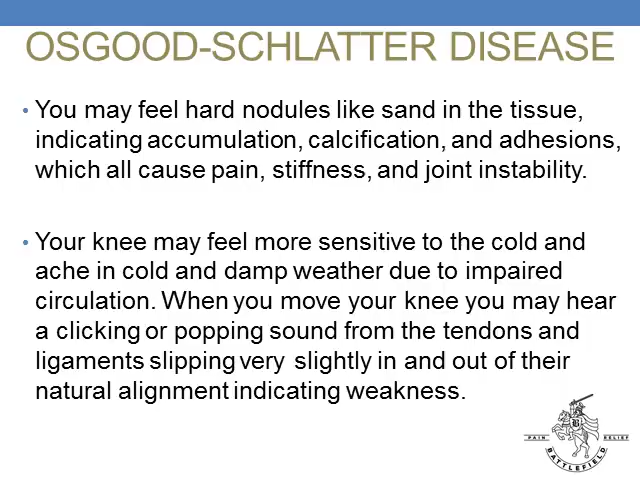 OSGOOD-SCHLATTER DISEASE
• You may feel hard nodules like sand in the tissue,
indicating accumulation, calcification, and adhesions,
which all cause pain, stiffness, and joint instability.
• Your knee may feel more sensitive to the cold and
ache in cold and damp weather due to impaired
circulation. When you move your knee you may hear
a clicking or popping sound from the tendons and
ligaments slipping very slightly in and out of their
natural alignment indicating weakness.
B
PAIN RELIEF
BATTLEFIELD